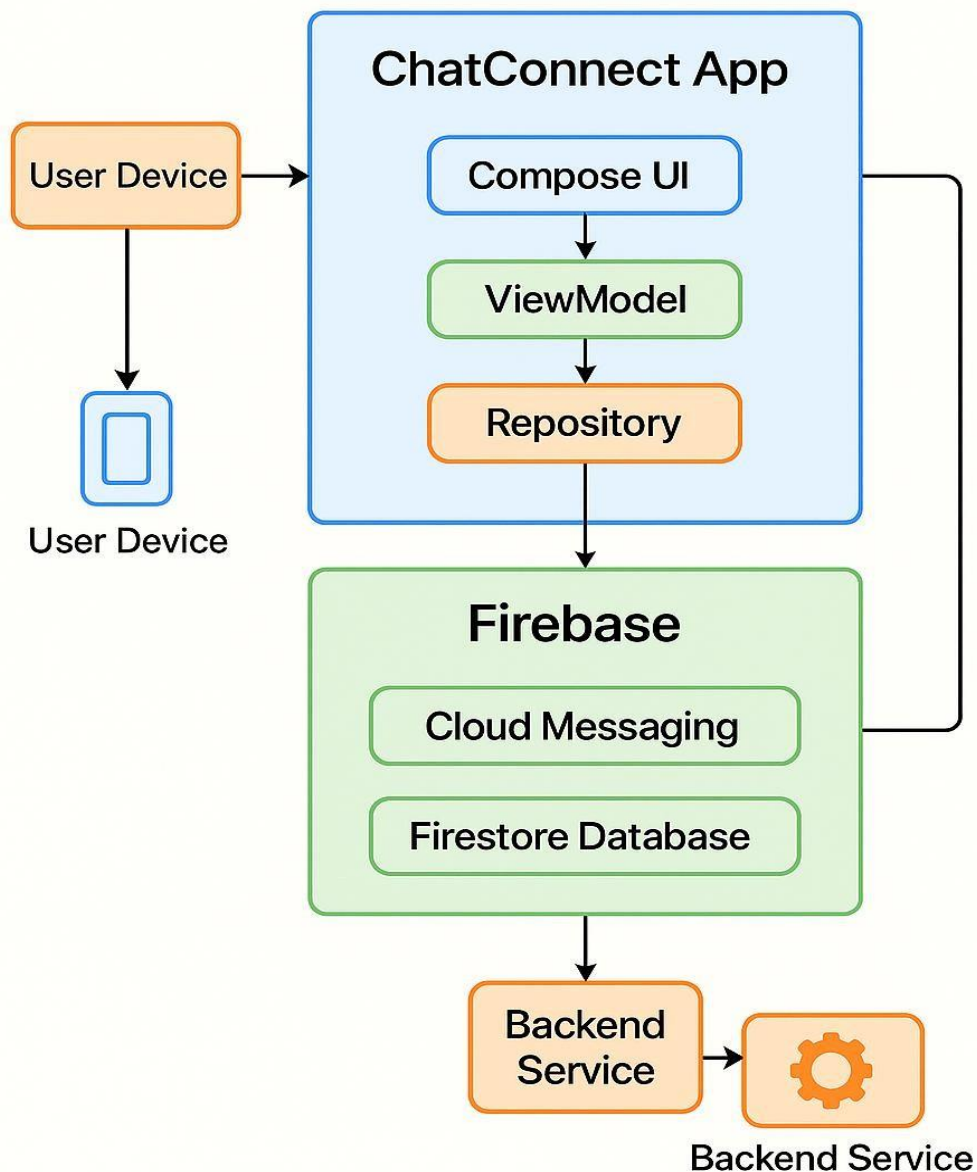 ChatConnect App
User Device
Compose UI
ViewModel
Repository
User Device
Firebase
Cloud Messaging
Firestore Database
Backend
Service
Backend Service